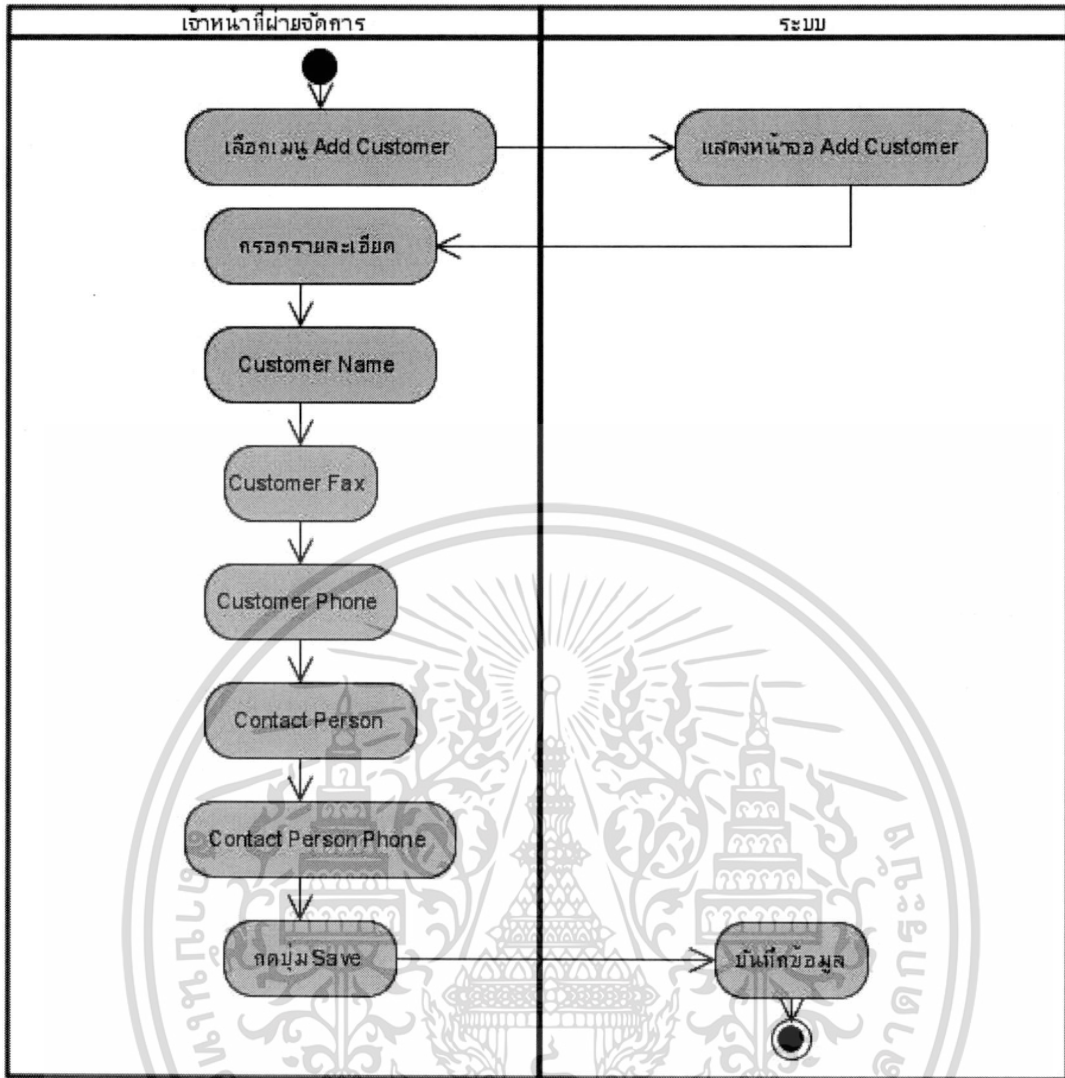 เจ้าหน้าที่ฝ่ายจัดการ
ระบบ
เลือกเมนู Add Customer
แสดงหน้าจอ Add Customer
กรอกรายละเอียด
Customer Name
Customer Fax
Customer Phone
Contact Person
Contact Person Phone
กดปุ่ม Save
บันทึกข้อมูล